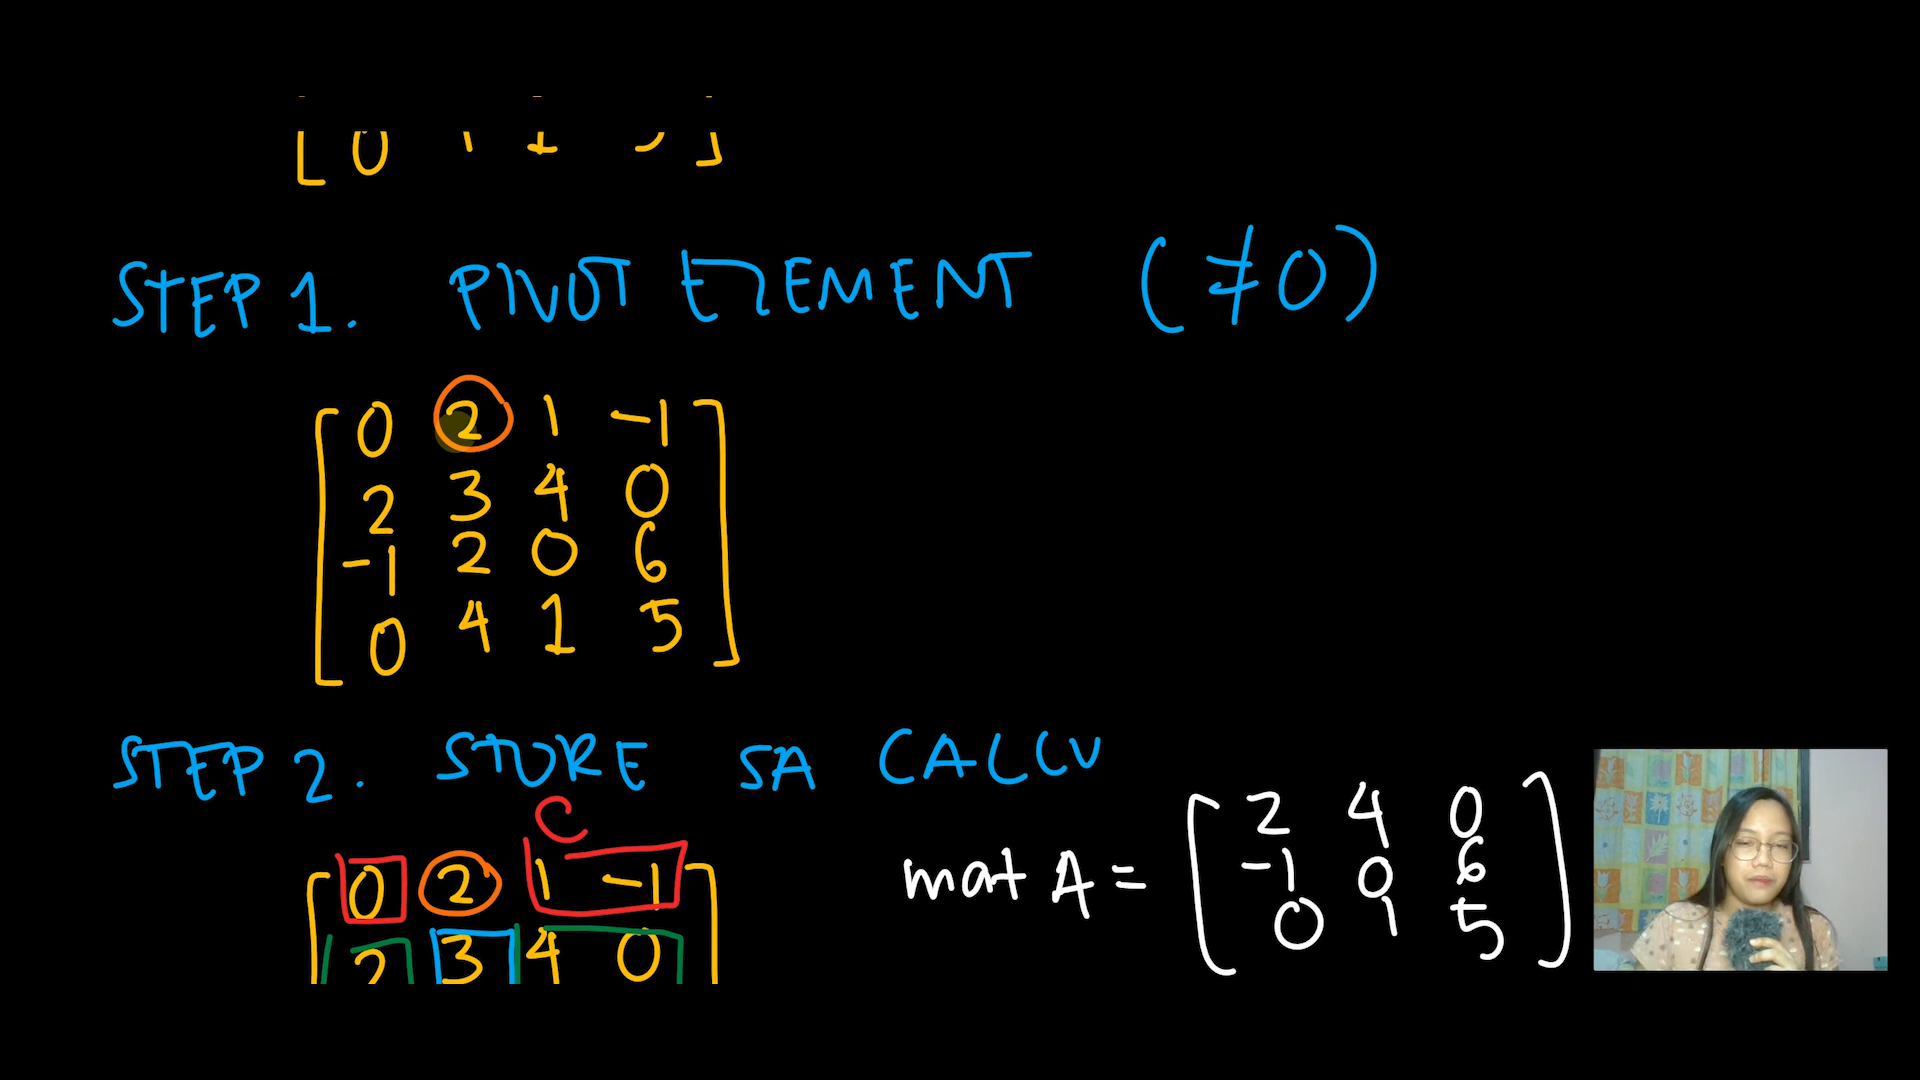 [ 0 ]
STEP 1. PIVOT ELEMENT (≠0)
[ 0 2 1 -1
2 3 4 0
-1 2 0 6
0 4 1 5 ]
STEP 2. STORE SA CALCU
C
[ 0 2 1 -1 ]
2 3 4 0
mat A = [ 2 4 0
-1 0 6
0 1 5 ]